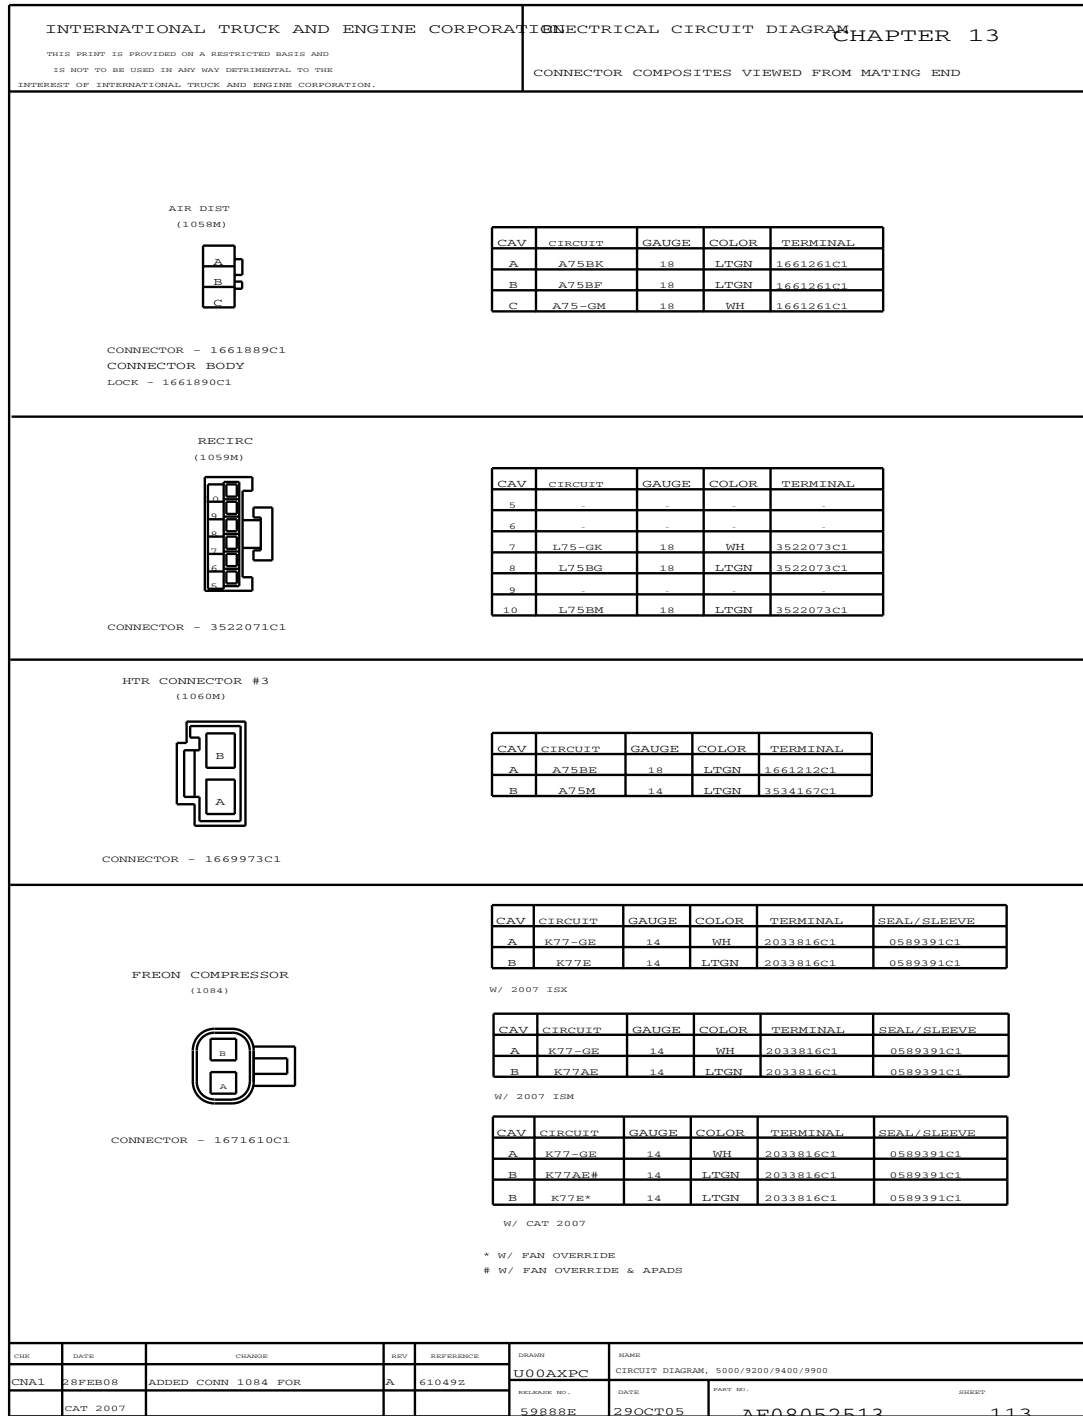 INTERNATIONAL TRUCK AND ENGINE CORPORATION
THIS PRINT IS PROVIDED ON A RESTRICTED BASIS AND
IS NOT TO BE USED IN ANY WAY DETRIMENTAL TO THE
INTEREST OF INTERNATIONAL TRUCK AND ENGINE CORPORATION.
ELECTRICAL CIRCUIT DIAGRAM
CHAPTER 13
CONNECTOR COMPOSITES VIEWED FROM MATING END
AIR DIST
(1058M)
A
B
C
CONNECTOR - 1661889C1
CONNECTOR BODY
LOCK - 1661890C1
CAV CIRCUIT GAUGE COLOR TERMINAL
A A75BK 18 LTGN 1661261C1
B A75BF 18 LTGN 1661261C1
C A75-GM 18 WH 1661261C1
RECIRC
(1059M)
0
9
8
7
6
5
CONNECTOR - 3522071C1
CAV CIRCUIT GAUGE COLOR TERMINAL
5 - - - -
6 - - - -
7 L75-GK 18 WH 3522073C1
8 L75BG 18 LTGN 3522073C1
9 - - - -
10 L75BM 18 LTGN 3522073C1
HTR CONNECTOR #3
(1060M)
B
A
CONNECTOR - 1669973C1
CAV CIRCUIT GAUGE COLOR TERMINAL
A A75BE 18 LTGN 1661212C1
B A75M 14 LTGN 3534167C1
FREON COMPRESSOR
(1084)
B
A
CONNECTOR - 1671610C1
CAV CIRCUIT GAUGE COLOR TERMINAL SEAL/SLEEVE
A K77-GE 14 WH 2033816C1 0589391C1
B K77E 14 LTGN 2033816C1 0589391C1
W/ 2007 ISX
CAV CIRCUIT GAUGE COLOR TERMINAL SEAL/SLEEVE
A K77-GE 14 WH 2033816C1 0589391C1
B K77AE 14 LTGN 2033816C1 0589391C1
W/ 2007 ISM
CAV CIRCUIT GAUGE COLOR TERMINAL SEAL/SLEEVE
A K77-GE 14 WH 2033816C1 0589391C1
B K77AE# 14 LTGN 2033816C1 0589391C1
B K77E* 14 LTGN 2033816C1 0589391C1
W/ CAT 2007
* W/ FAN OVERRIDE
# W/ FAN OVERRIDE & APADS
CHK DATE CHANGE REV REFERENCE
CNA1 28FEB08 ADDED CONN 1084 FOR A 61049Z
CAT 2007
DRAWN
U00AXPC
NAME
CIRCUIT DIAGRAM, 5000/9200/9400/9900
RELEASE NO.
59888E
DATE
29OCT05
PART NO.
AE08052513
SHEET
113